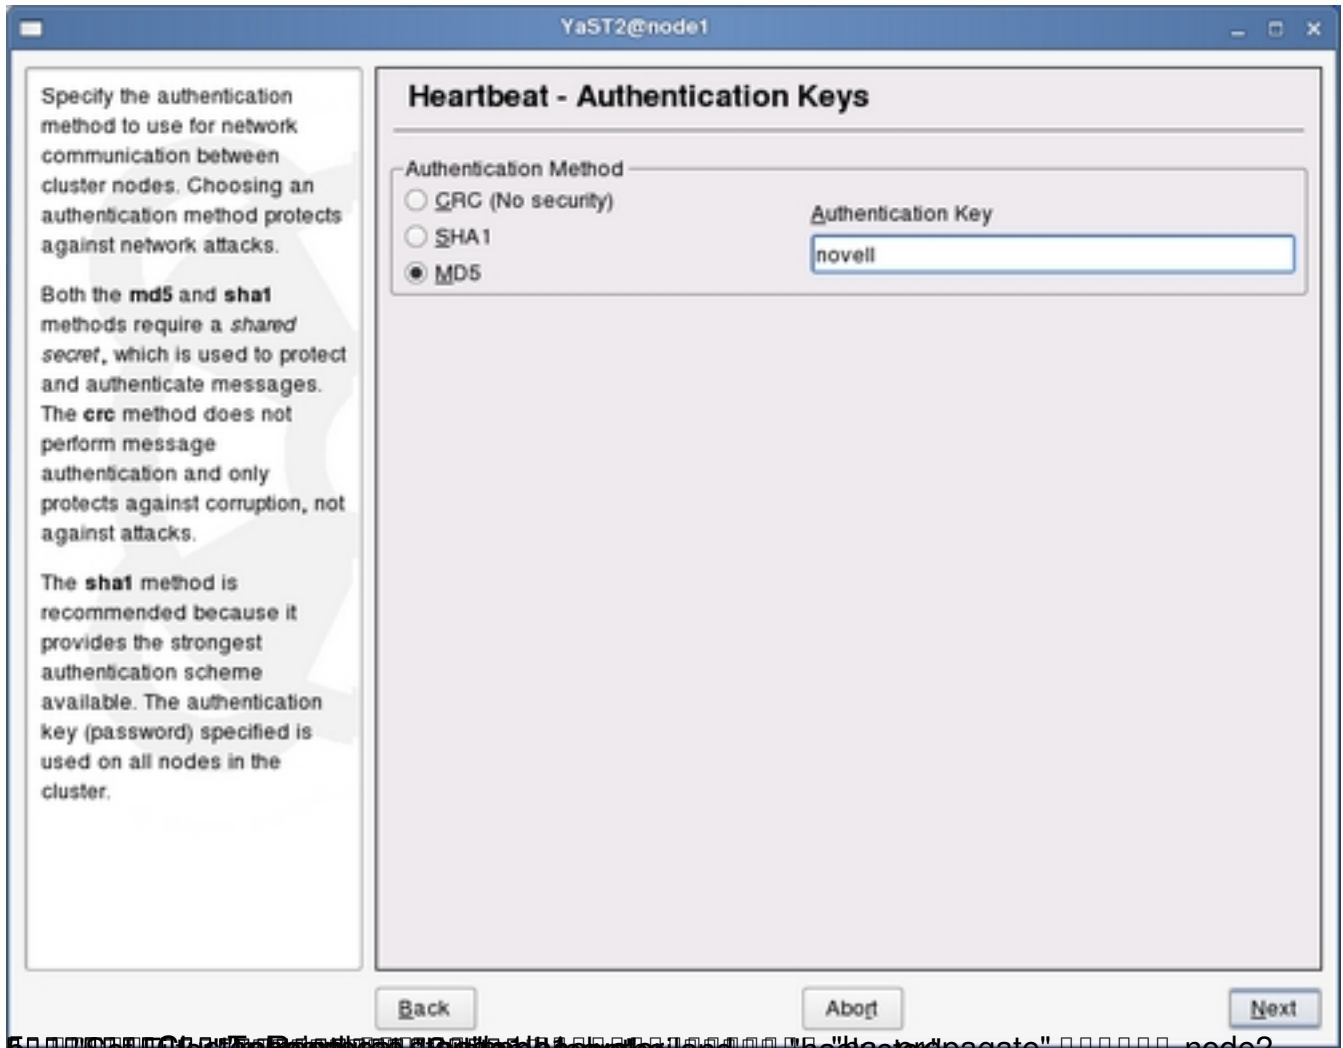 YaST2@node1
Specify the authentication
method to use for network
communication between
cluster nodes. Choosing an
authentication method protects
against network attacks.
Both the md5 and sha1
methods require a shared
secret, which is used to protect
and authenticate messages.
The crc method does not
perform message
authentication and only
protects against corruption, not
against attacks.
The sha1 method is
recommended because it
provides the strongest
authentication scheme
available. The authentication
key (password) specified is
used on all nodes in the
cluster.
Heartbeat - Authentication Keys
Authentication Method
CRC (No security)
SHA1
MD5
Authentication Key
novell
Back
Abort
Next
node2